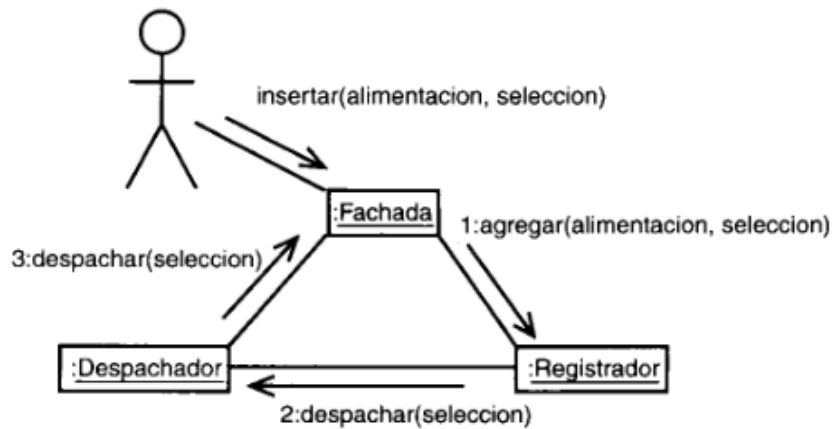 insertar(alimentacion, seleccion)
:Fachada
1:agregar(alimentacion, seleccion)
3:despachar(seleccion)
:Despachador
:Registrador
2:despachar(seleccion)